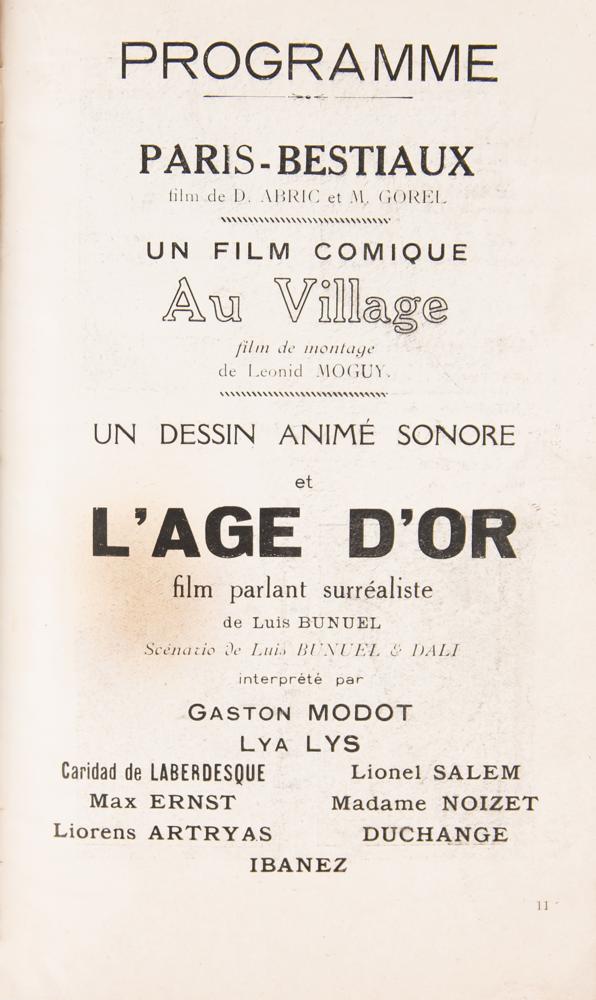 PROGRAMME
PARIS-BESTIAUX
film de D. ABRIC et M. GOREL
UN FILM COMIQUE
Au Village
film de montage
de Leonid MOGUY.
UN DESSIN ANIMÉ SONORE
et
L'AGE D'OR
film parlant surréaliste
de Luis BUNUEL
Scénario de Luis BUNUEL & DALI
interprété par
GASTON MODOT
LYA LYS
Caridad de LABERDESQUE
Lionel SALEM
Max ERNST
Madame NOIZET
Liorens ARTRYAS
DUCHANGE
IBANEZ
11